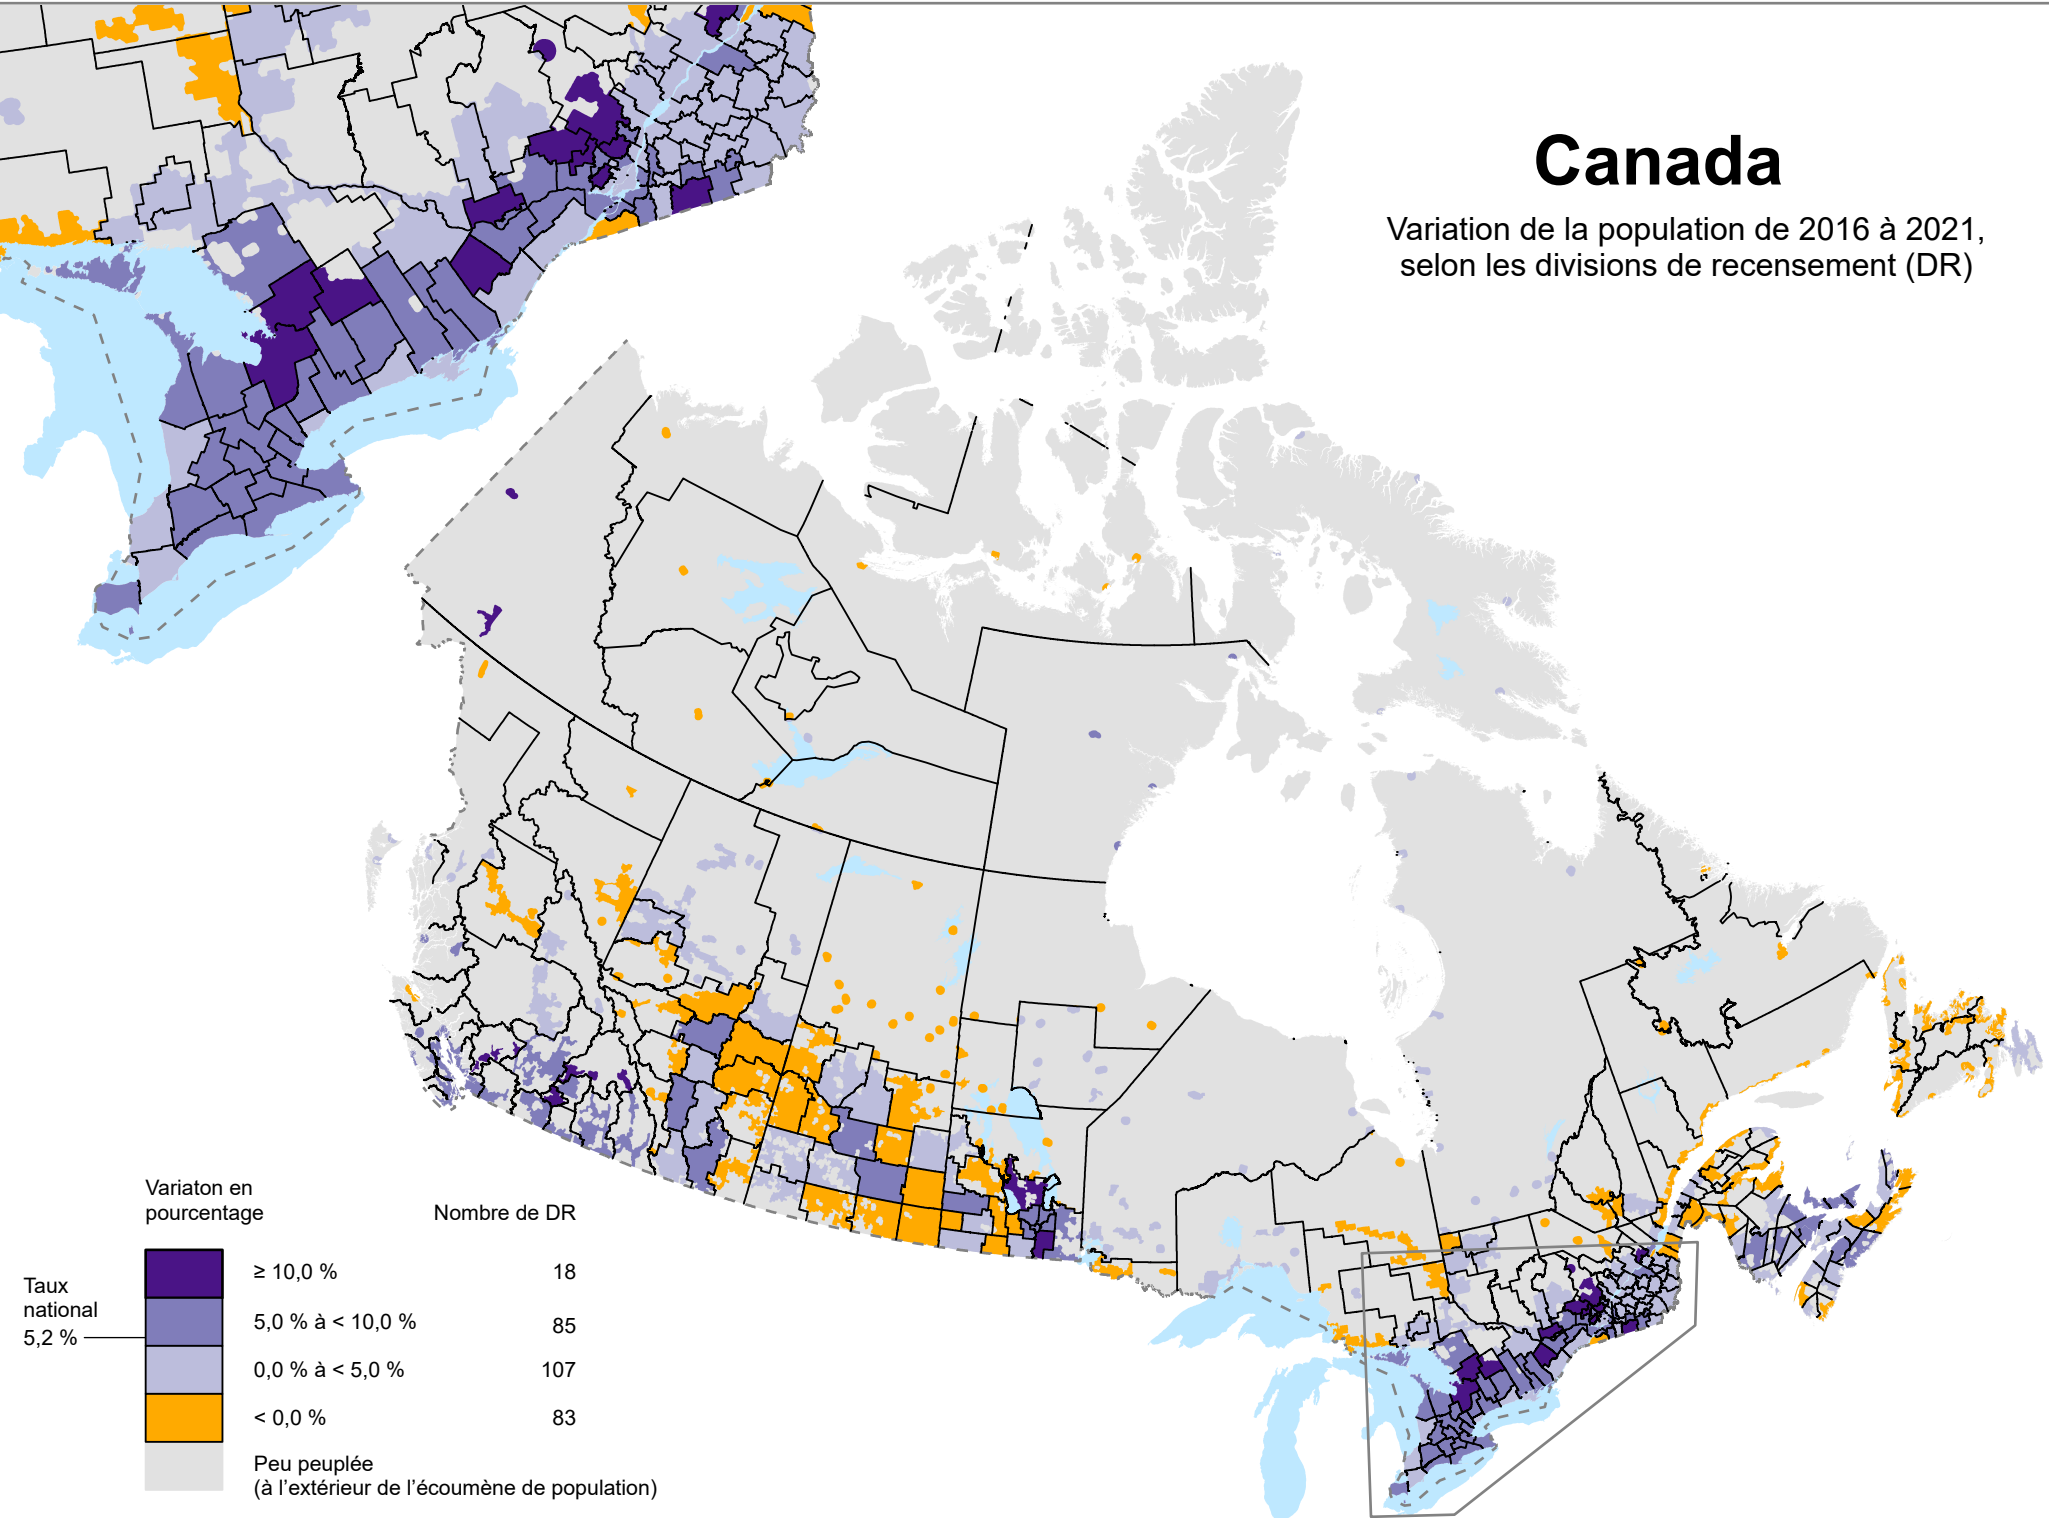 Canada
Variation de la population de 2016 à 2021,
selon les divisions de recensement (DR)
Variaton en
pourcentage
Nombre de DR
≥ 10,0 %
18
5,0 % à < 10,0 %
85
0,0 % à < 5,0 %
107
< 0,0 %
83
Peu peuplée
(à l’extérieur de l’écoumène de population)
Taux
national
5,2 %